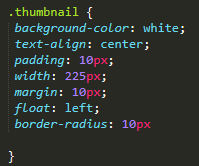 .thumbnail {
background-color: white;
text-align: center;
padding: 10px;
width: 225px;
margin: 10px;
float: left;
border-radius: 10px
}